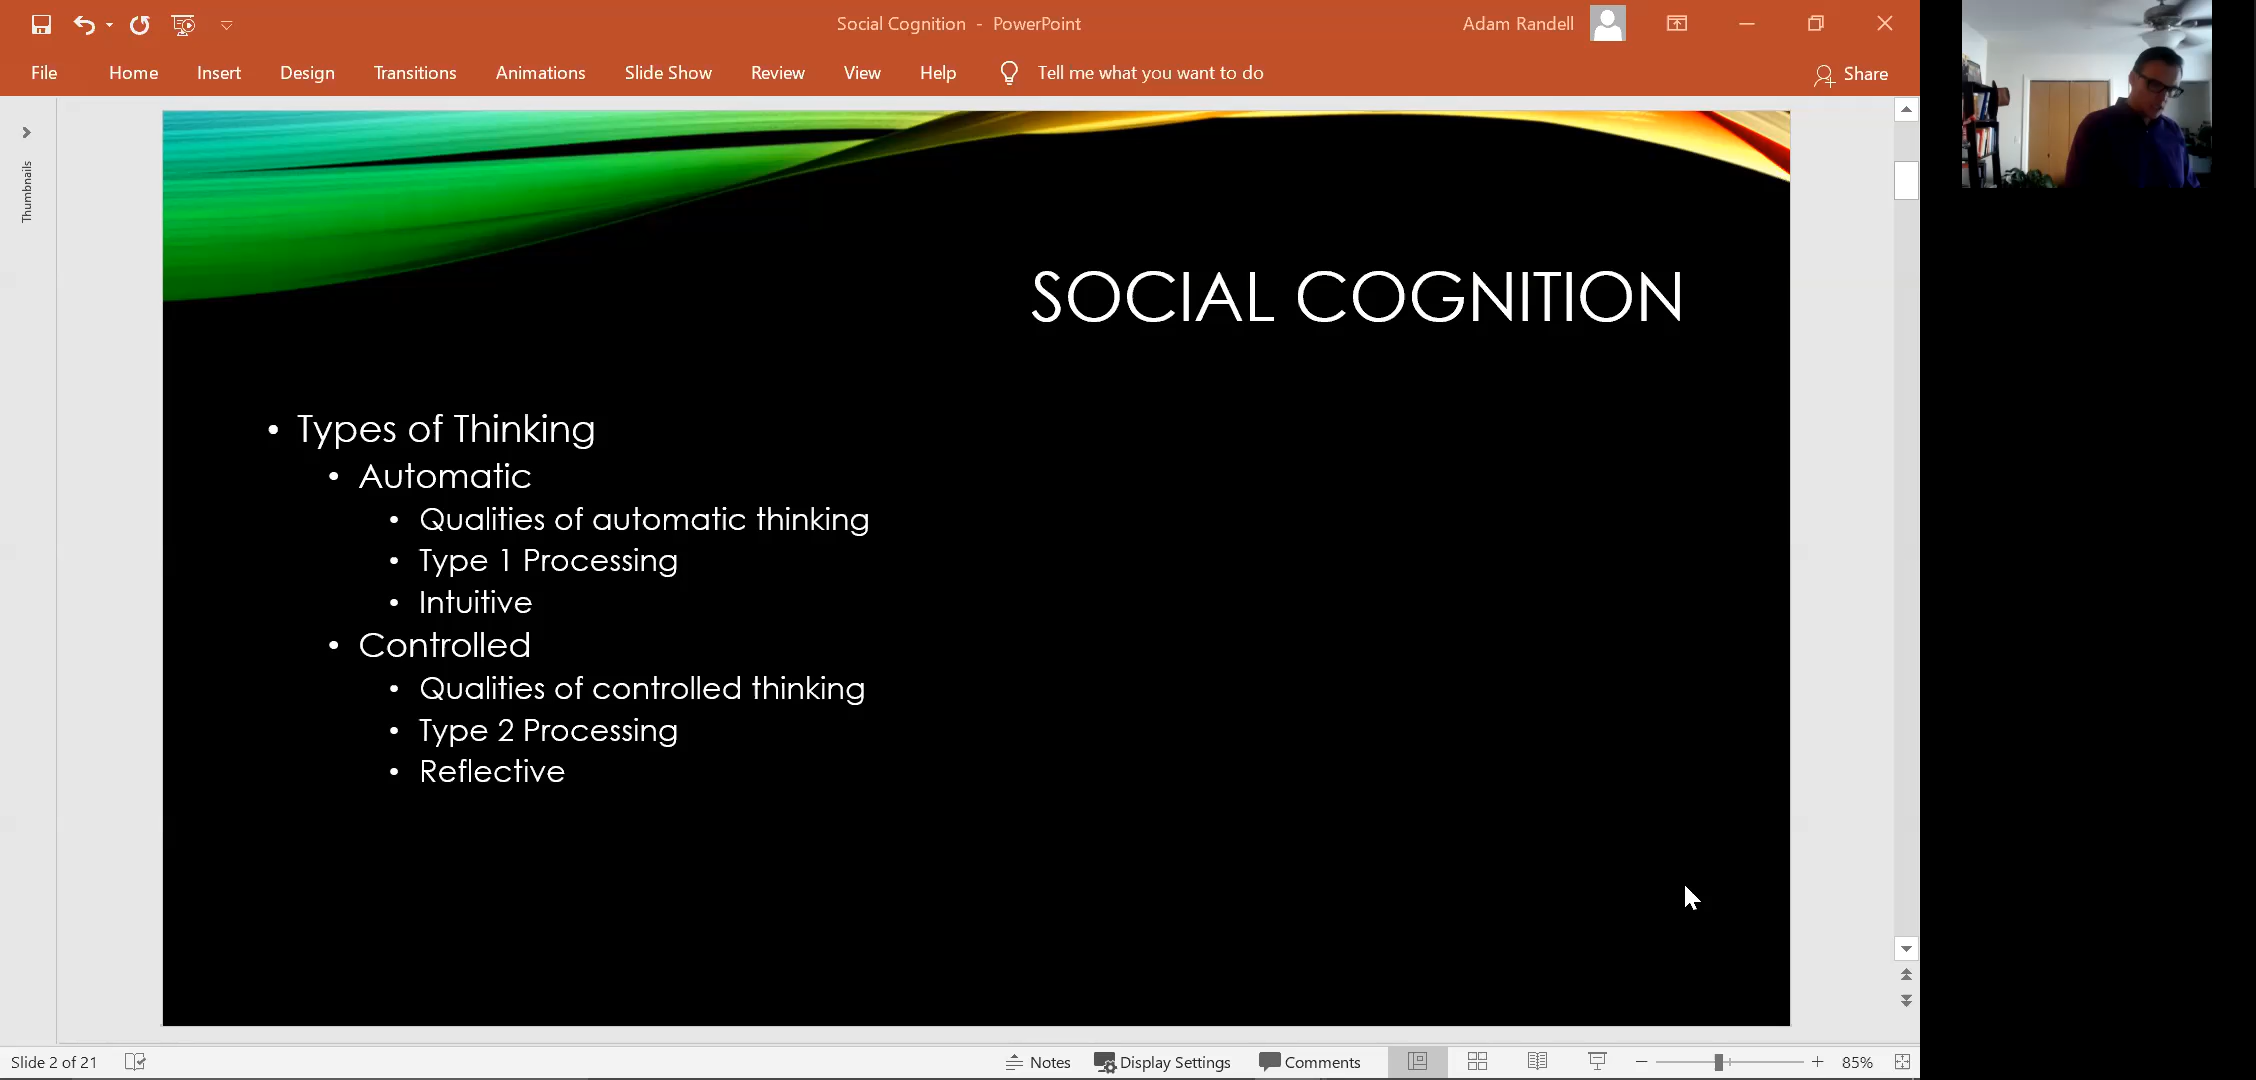 Social Cognition - PowerPoint
Adam Randell
File Home Insert Design Transitions Animations Slide Show Review View Help Tell me what you want to do Share
Thumbnails
SOCIAL COGNITION
• Types of Thinking
• Automatic
• Qualities of automatic thinking
• Type 1 Processing
• Intuitive
• Controlled
• Qualities of controlled thinking
• Type 2 Processing
• Reflective
Slide 2 of 21 Notes Display Settings Comments 85%